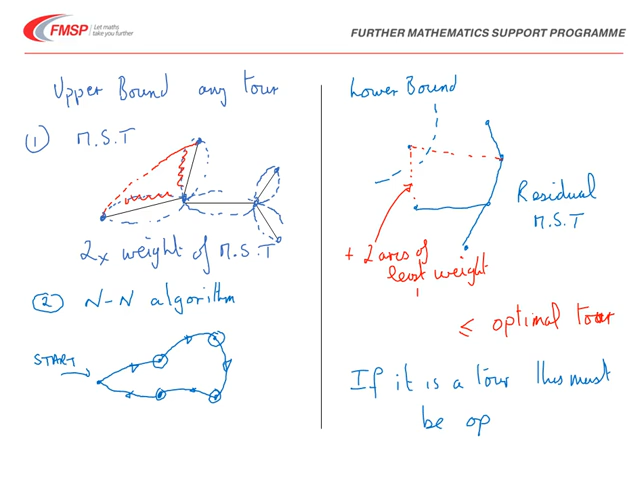 FMSP
Let maths
take you further
FURTHER MATHEMATICS SUPPORT PROGRAMME
Upper Bound any tour
① M.S.T
2x weight of M.S.T
② N-N algorithm
START
Lower Bound
Residual
M.S.T
+ 2 arcs of
least weight
≤ optimal tour
If it is a tour this must
be op